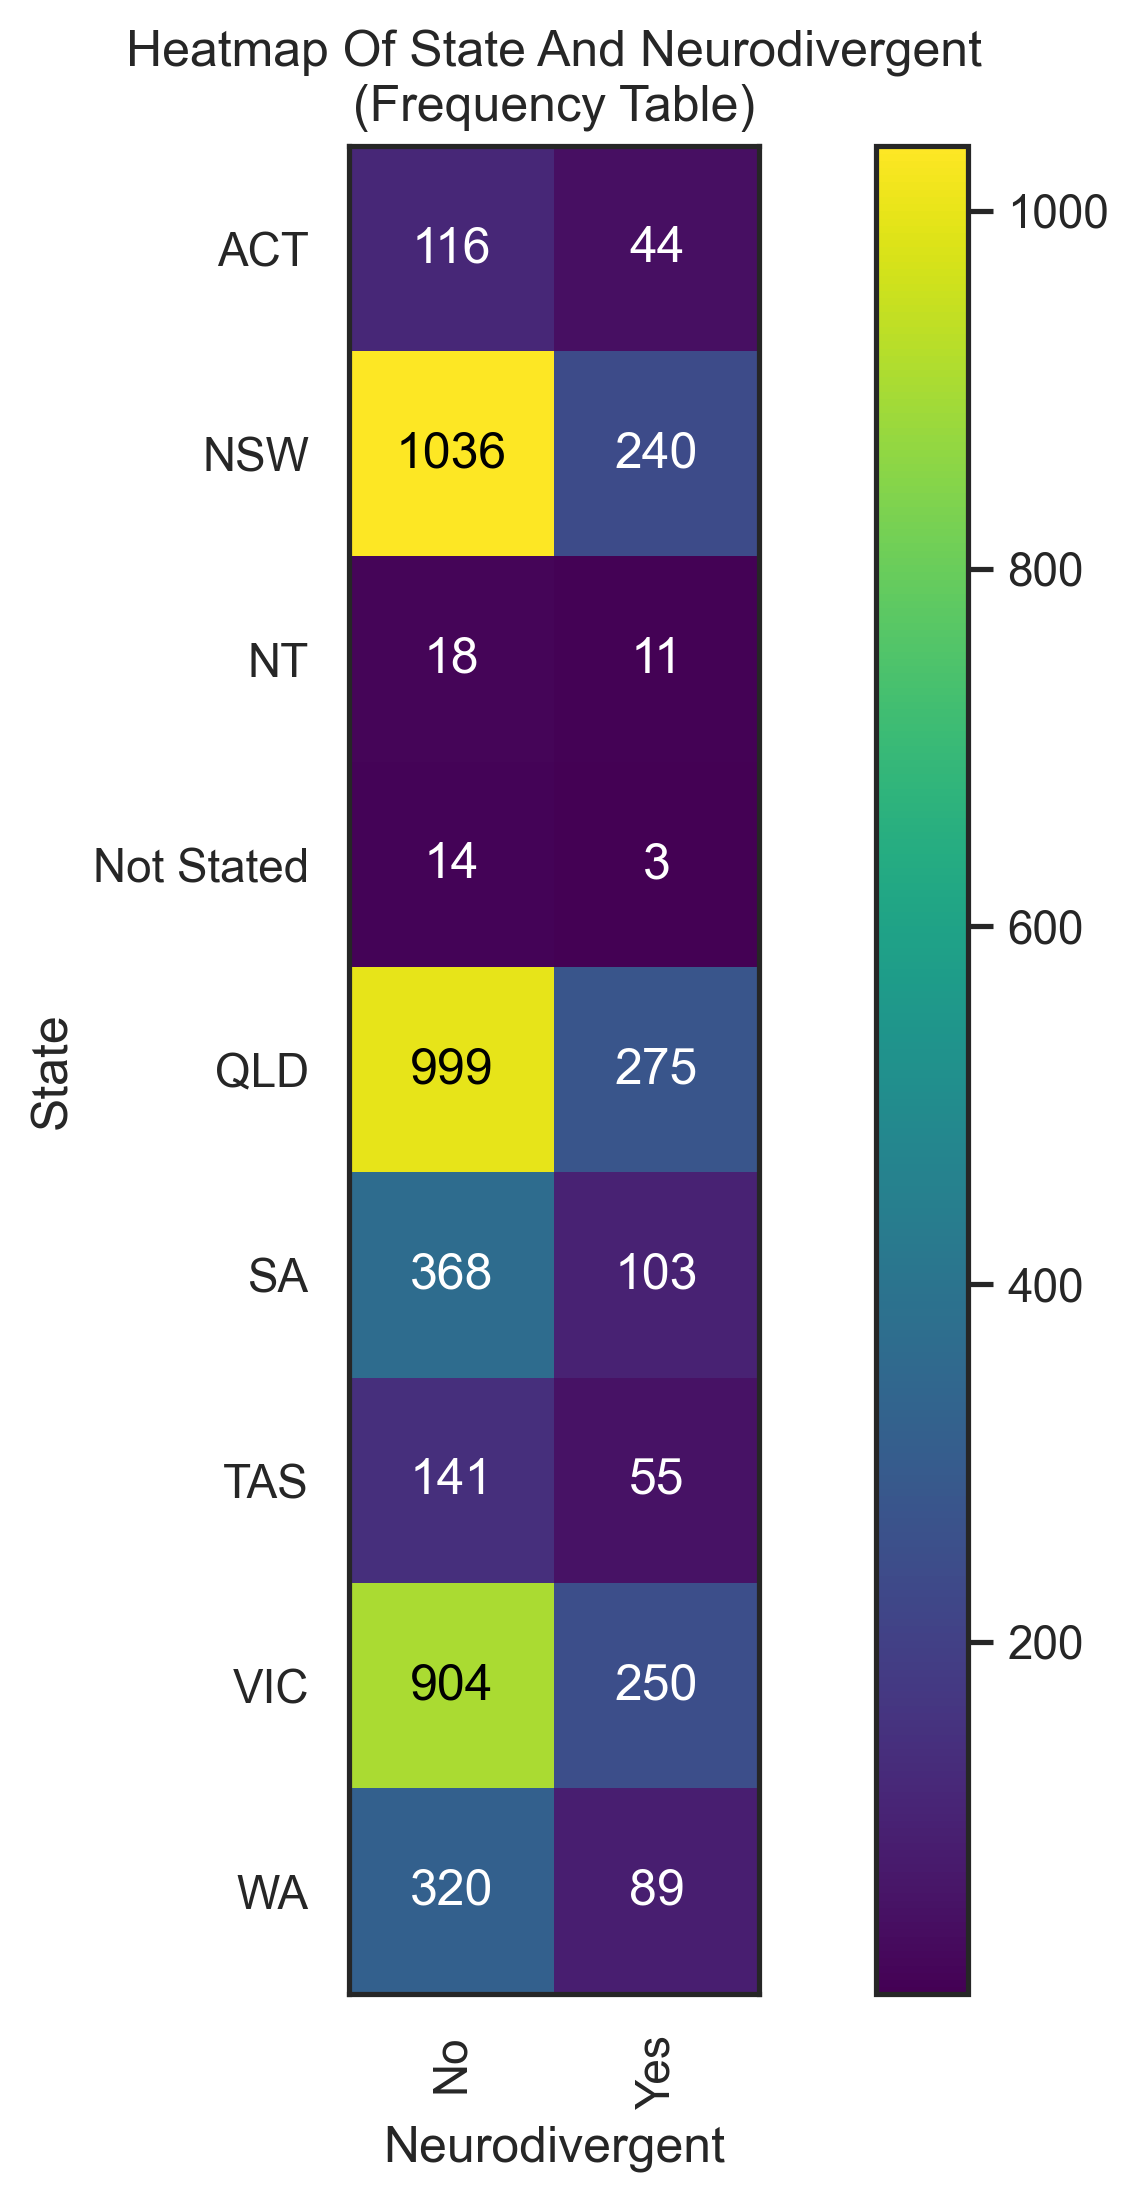 Heatmap Of State And Neurodivergent
(Frequency Table)
ACT 116 44
NSW 1036 240
NT 18 11
Not Stated 14 3
QLD 999 275
SA 368 103
TAS 141 55
VIC 904 250
WA 320 89
State
No Yes
Neurodivergent
1000
800
600
400
200